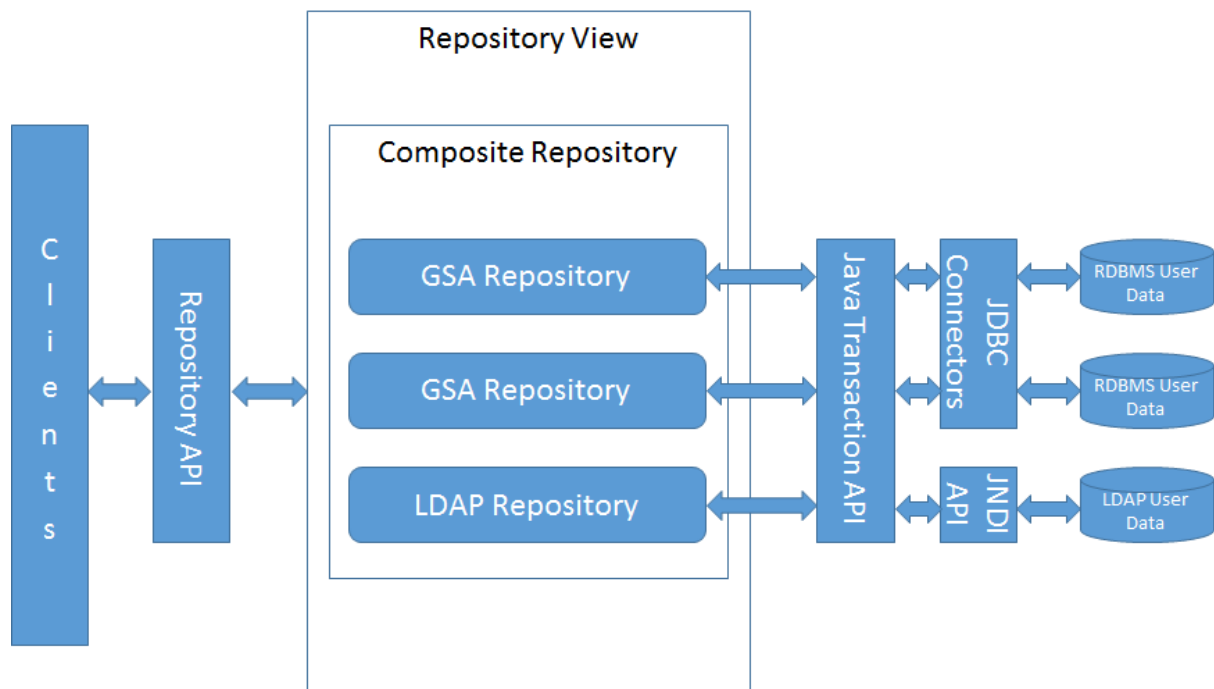 Repository View
Composite Repository
Clients
Repository API
GSA Repository
GSA Repository
LDAP Repository
Java Transaction API
JDBC
Connectors
JNDI
API
RDBMS User
Data
RDBMS User
Data
LDAP User
Data